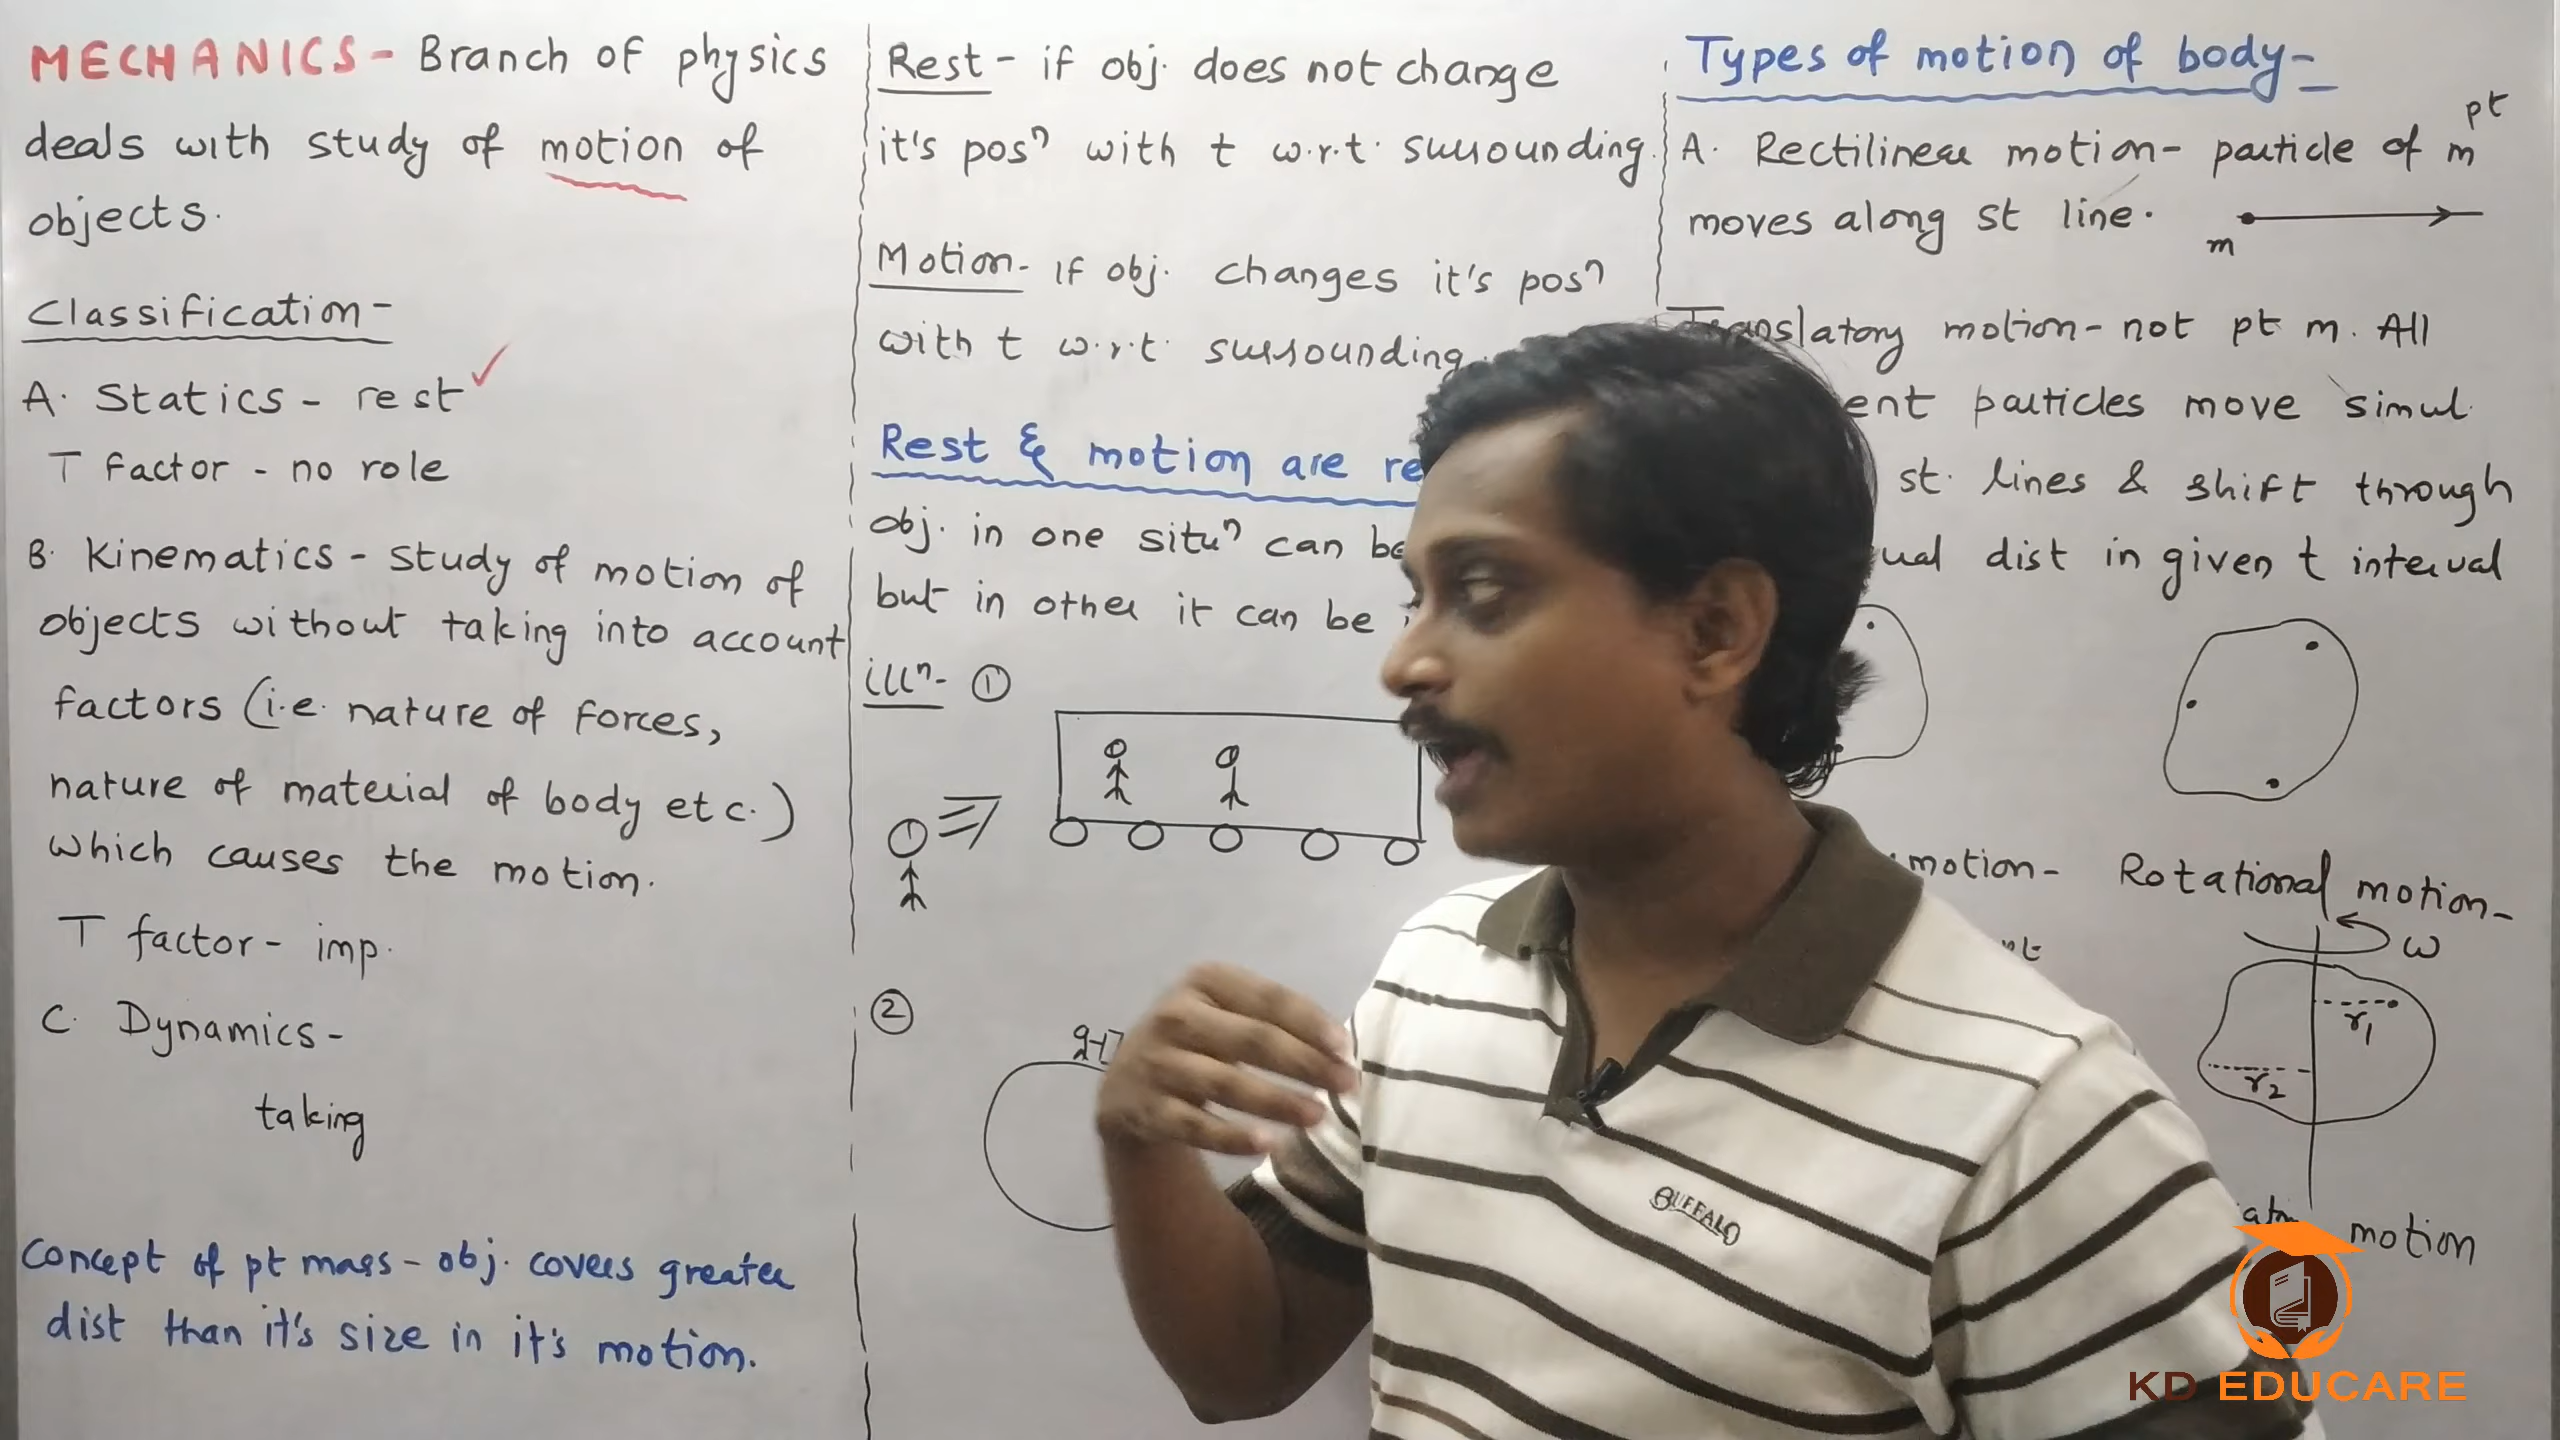 MECHANICS - Branch of physics
deals with study of motion of
objects.
Classification -
A. Statics - rest ✓
T factor - no role
B. Kinematics - study of motion of
objects without taking into account
factors (i.e. nature of forces,
nature of material of body etc.)
which causes the motion.
T factor - imp.
C. Dynamics -
taking
Concept of pt mass - obj. covers greater
dist than it's size in it's motion.
Rest - if obj. does not change
it's posⁿ with t w.r.t. surrounding.
Motion - If obj. changes it's posⁿ
with t w.r.t. surrounding.
Rest & motion are
obj. in one situⁿ can be
but in other it can be
illⁿ- ①
②
Types of motion of body -
A. Rectilinear motion - particle of pt m
moves along st line.
m
Translatory motion - not pt m. All
particles move simul.
st. lines & shift through
dist in given t interval
motion - Rotational motion -
ω
r1
r2
motion
BUFFALO
KD EDUCARE